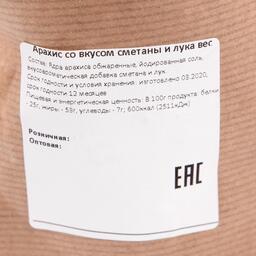 Арахис со вкусом сметаны и лука вес
Состав: Ядра арахиса обжаренные, йодированная соль,
вкусоароматическая добавка сметана и лук
Срок годности и условия хранения: изготовлено 03.2020,
срок годности 12 месяцев
Пищевая и энергетическая ценность: В 100г продукта: белки
- 25г, жиры - 53г, углеводы - 7г; 600ккал (2511кДж)
Розничная:
Оптовая:
ЕАС